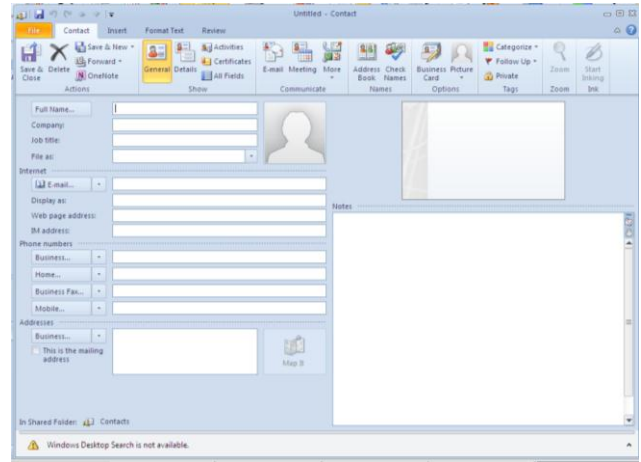 Untitled - Contact
File Contact Insert Format Text Review
Save & Close
Delete
Save & New
Forward
OneNote
Actions
General
Details
Activities
Certificates
All Fields
Show
E-mail
Meeting
More
Communicate
Address Book
Check Names
Names
Business Card
Picture
Options
Categorize
Follow Up
Private
Tags
Zoom
Zoom
Start Inking
Ink
Full Name...
Company:
Job title:
File as:
Internet
E-mail...
Display as:
Web page address:
IM address:
Phone numbers
Business...
Home...
Business Fax...
Mobile...
Addresses
Business...
This is the mailing
address
Map It
Notes
In Shared Folder: Contacts
Windows Desktop Search is not available.